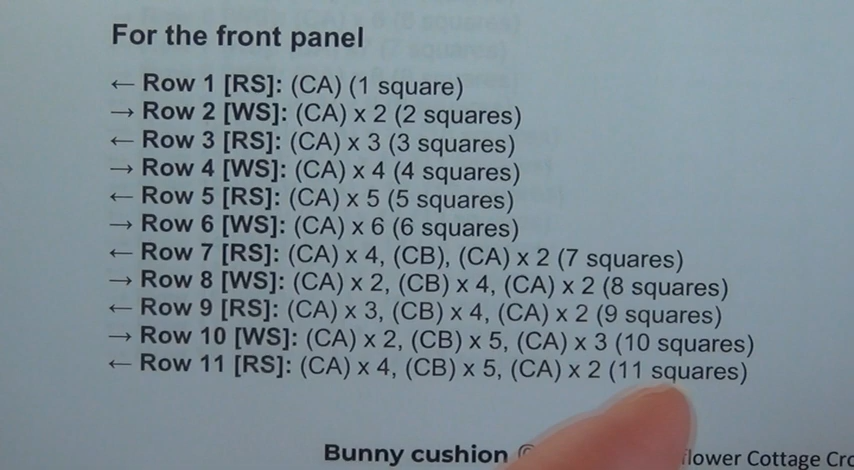 For the front panel
← Row 1 [RS]: (CA) (1 square)
→ Row 2 [WS]: (CA) x 2 (2 squares)
← Row 3 [RS]: (CA) x 3 (3 squares)
→ Row 4 [WS]: (CA) x 4 (4 squares)
← Row 5 [RS]: (CA) x 5 (5 squares)
→ Row 6 [WS]: (CA) x 6 (6 squares)
← Row 7 [RS]: (CA) x 4, (CB), (CA) x 2 (7 squares)
→ Row 8 [WS]: (CA) x 2, (CB) x 4, (CA) x 2 (8 squares)
← Row 9 [RS]: (CA) x 3, (CB) x 4, (CA) x 2 (9 squares)
→ Row 10 [WS]: (CA) x 2, (CB) x 5, (CA) x 3 (10 squares)
← Row 11 [RS]: (CA) x 4, (CB) x 5, (CA) x 2 (11 squares)
Bunny cushion © Cottage